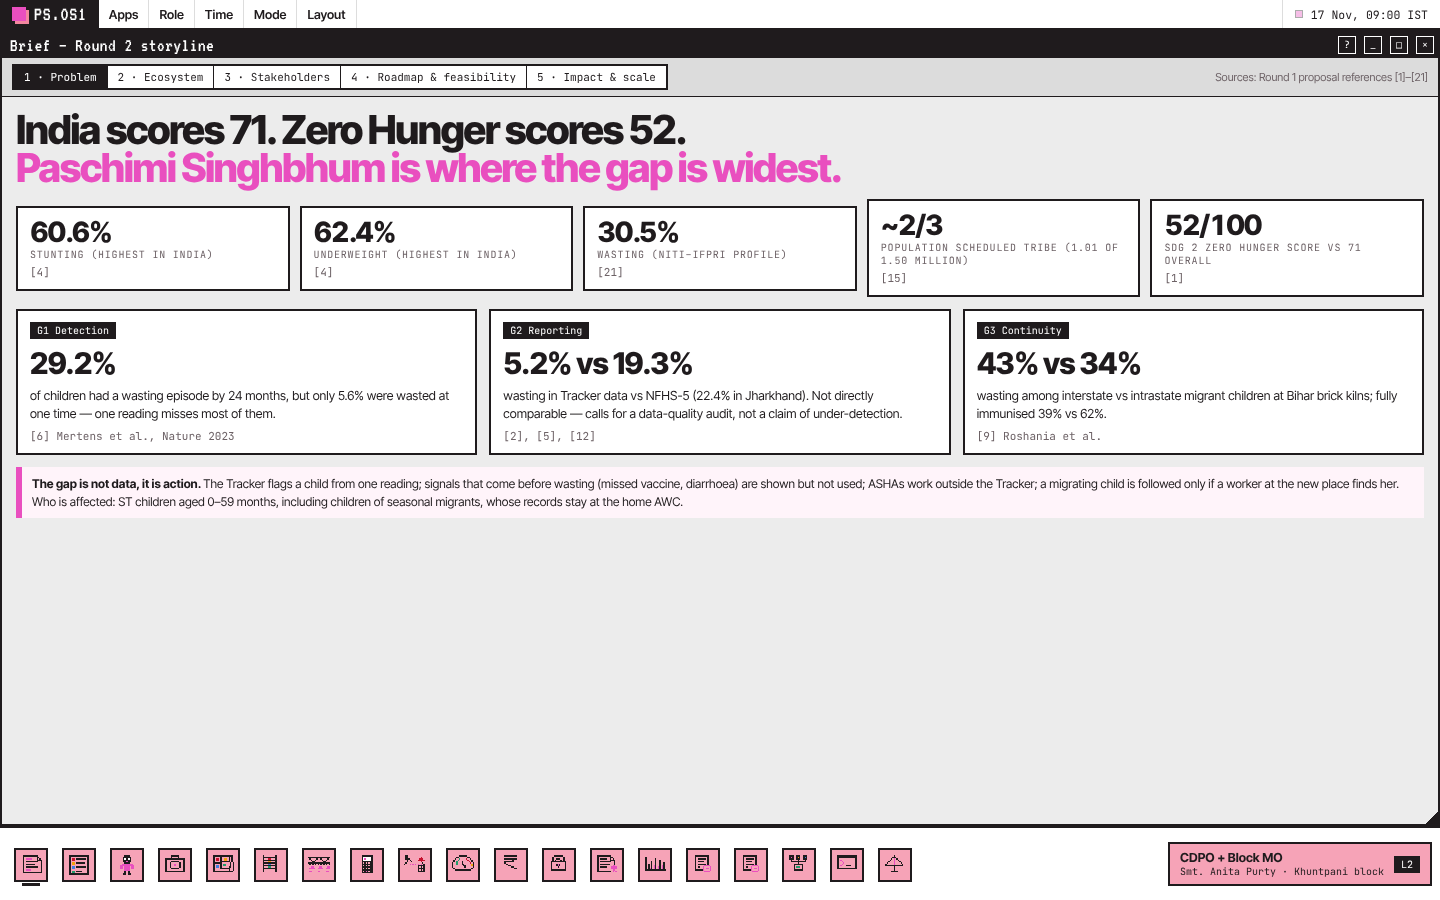 PS.OS1 Apps Role Time Mode Layout 17 Nov, 09:00 IST
Brief – Round 2 storyline ? _ □ ×
1 · Problem 2 · Ecosystem 3 · Stakeholders 4 · Roadmap & feasibility 5 · Impact & scale Sources: Round 1 proposal references [1]–[21]
India scores 71. Zero Hunger scores 52.
Paschimi Singhbhum is where the gap is widest.
60.6%
STUNTING (HIGHEST IN INDIA)
[4]
62.4%
UNDERWEIGHT (HIGHEST IN INDIA)
[4]
30.5%
WASTING (NITI–IFPRI PROFILE)
[21]
~2/3
POPULATION SCHEDULED TRIBE (1.01 OF
1.50 MILLION)
[15]
52/100
SDG 2 ZERO HUNGER SCORE VS 71
OVERALL
[1]
G1 Detection
29.2%
of children had a wasting episode by 24 months, but only 5.6% were wasted at
one time — one reading misses most of them.
[6] Mertens et al., Nature 2023
G2 Reporting
5.2% vs 19.3%
wasting in Tracker data vs NFHS-5 (22.4% in Jharkhand). Not directly
comparable — calls for a data-quality audit, not a claim of under-detection.
[2], [5], [12]
G3 Continuity
43% vs 34%
wasting among interstate vs intrastate migrant children at Bihar brick kilns; fully
immunised 39% vs 62%.
[9] Roshania et al.
The gap is not data, it is action. The Tracker flags a child from one reading; signals that come before wasting (missed vaccine, diarrhoea) are shown but not used; ASHAs work outside the Tracker; a migrating child is followed only if a worker at the new place finds her.
Who is affected: ST children aged 0–59 months, including children of seasonal migrants, whose records stay at the home AWC.
CDPO + Block MO
Smt. Anita Purty · Khuntpani block
L2